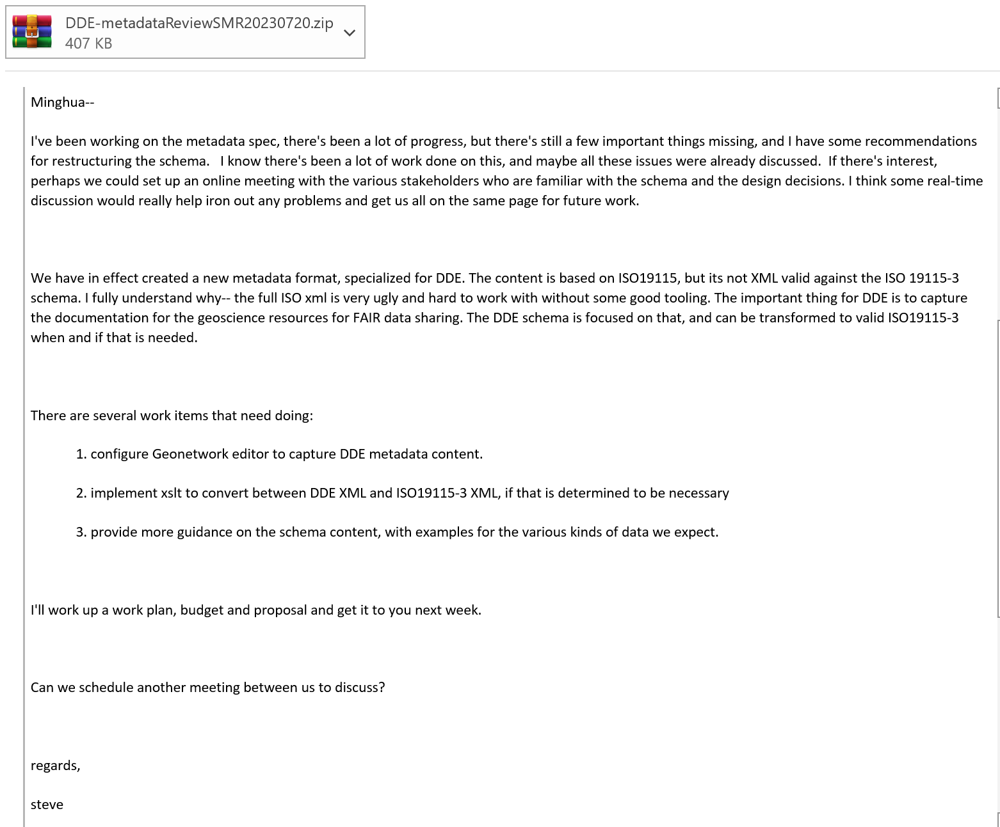 DDE-metadataReviewSMR20230720.zip
407 KB
Minghua--
I've been working on the metadata spec, there's been a lot of progress, but there's still a few important things missing, and I have some recommendations
for restructuring the schema.   I know there's been a lot of work done on this, and maybe all these issues were already discussed.  If there's interest,
perhaps we could set up an online meeting with the various stakeholders who are familiar with the schema and the design decisions. I think some real-time
discussion would really help iron out any problems and get us all on the same page for future work.
We have in effect created a new metadata format, specialized for DDE. The content is based on ISO19115, but its not XML valid against the ISO 19115-3
schema. I fully understand why-- the full ISO xml is very ugly and hard to work with without some good tooling. The important thing for DDE is to capture
the documentation for the geoscience resources for FAIR data sharing. The DDE schema is focused on that, and can be transformed to valid ISO19115-3
when and if that is needed.
There are several work items that need doing:
1. configure Geonetwork editor to capture DDE metadata content.
2. implement xslt to convert between DDE XML and ISO19115-3 XML, if that is determined to be necessary
3. provide more guidance on the schema content, with examples for the various kinds of data we expect.
I'll work up a work plan, budget and proposal and get it to you next week.
Can we schedule another meeting between us to discuss?
regards,
steve